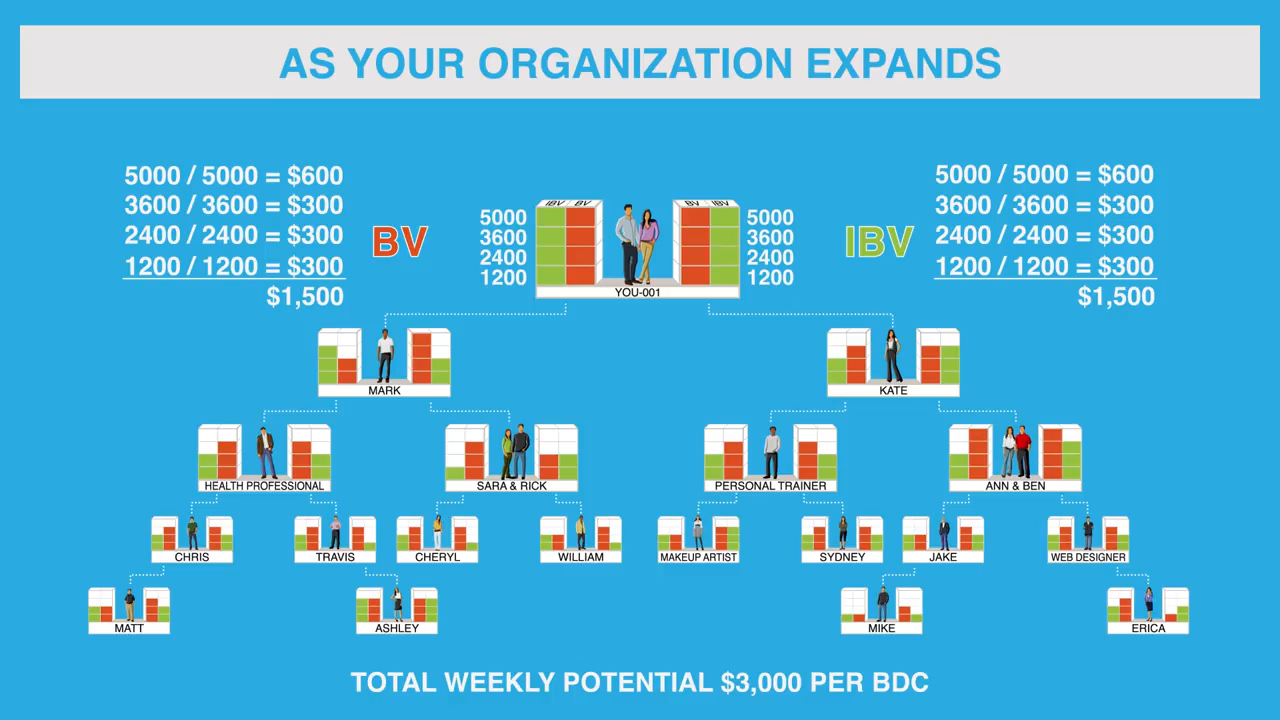 AS YOUR ORGANIZATION EXPANDS
5000 / 5000 = $600
3600 / 3600 = $300
2400 / 2400 = $300
1200 / 1200 = $300
$1,500
BV
IBV BV
5000
3600
2400
1200
YOU-001
BV IBV
5000
3600
2400
1200
IBV
5000 / 5000 = $600
3600 / 3600 = $300
2400 / 2400 = $300
1200 / 1200 = $300
$1,500
MARK
KATE
HEALTH PROFESSIONAL
SARA & RICK
PERSONAL TRAINER
ANN & BEN
CHRIS
TRAVIS
CHERYL
WILLIAM
MAKEUP ARTIST
SYDNEY
JAKE
WEB DESIGNER
MATT
ASHLEY
MIKE
ERICA
TOTAL WEEKLY POTENTIAL $3,000 PER BDC